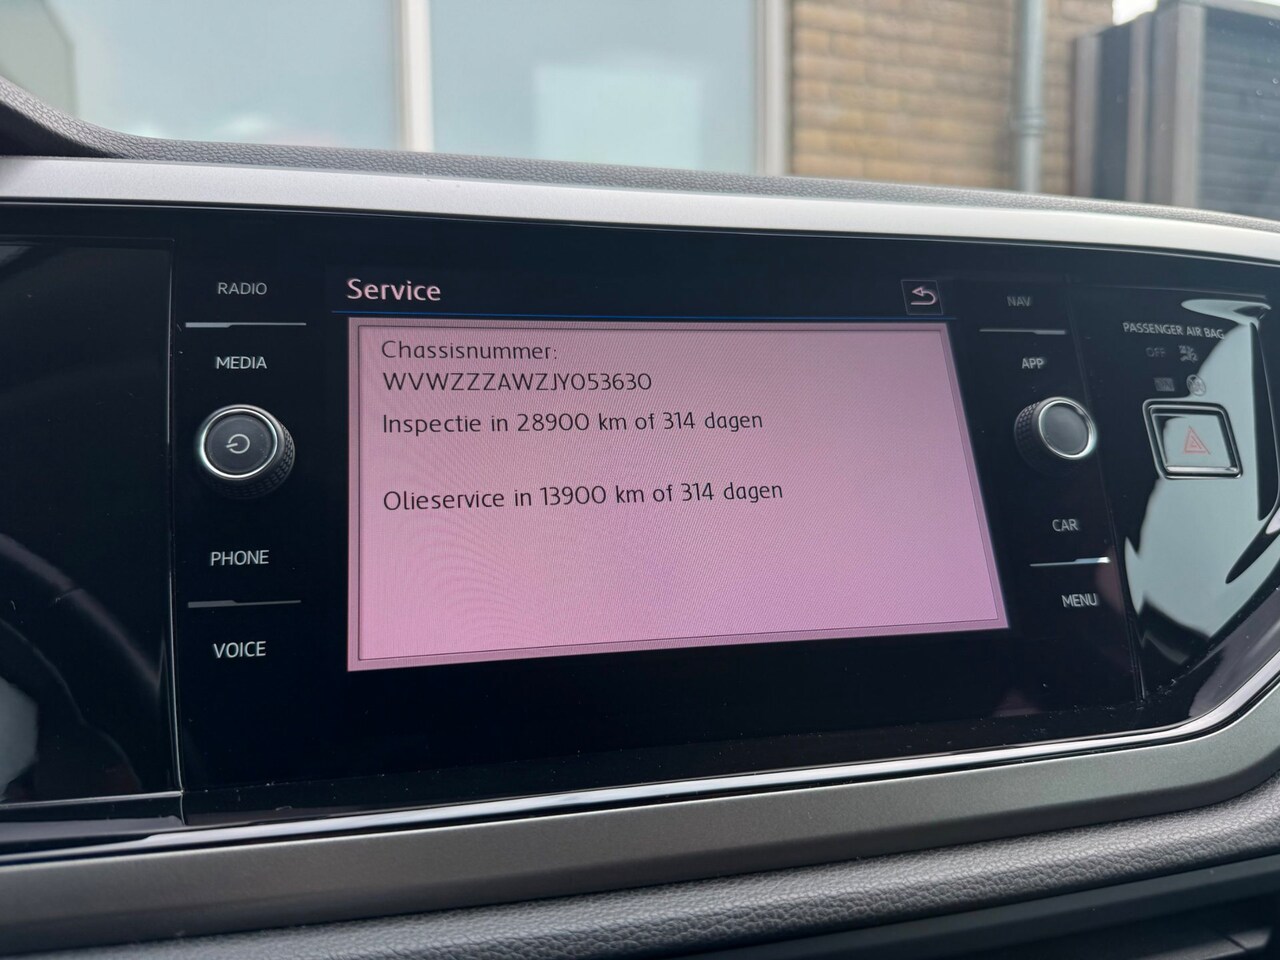 RADIO
MEDIA
PHONE
VOICE
Service
Chassisnummer:
WVWZZZAWZJY053630
Inspectie in 28900 km of 314 dagen
Olieservice in 13900 km of 314 dagen
NAV
APP
CAR
MENU
PASSENGER AIR BAG
OFF